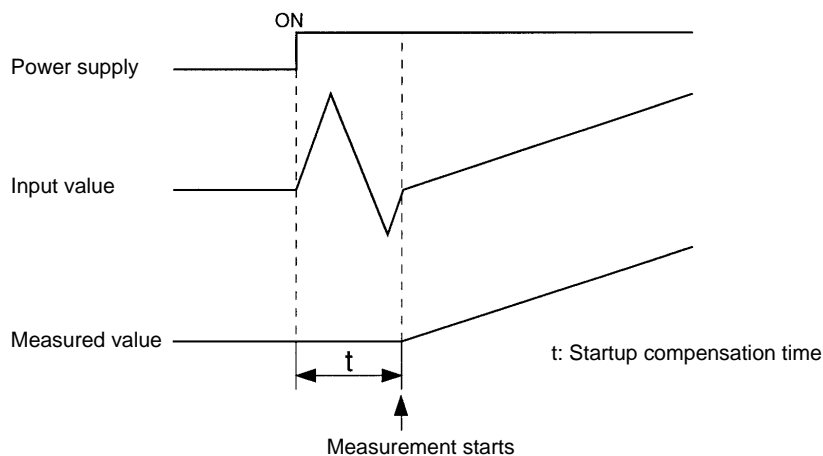 ON
Power supply
Input value
Measured value
t
t: Startup compensation time
Measurement starts